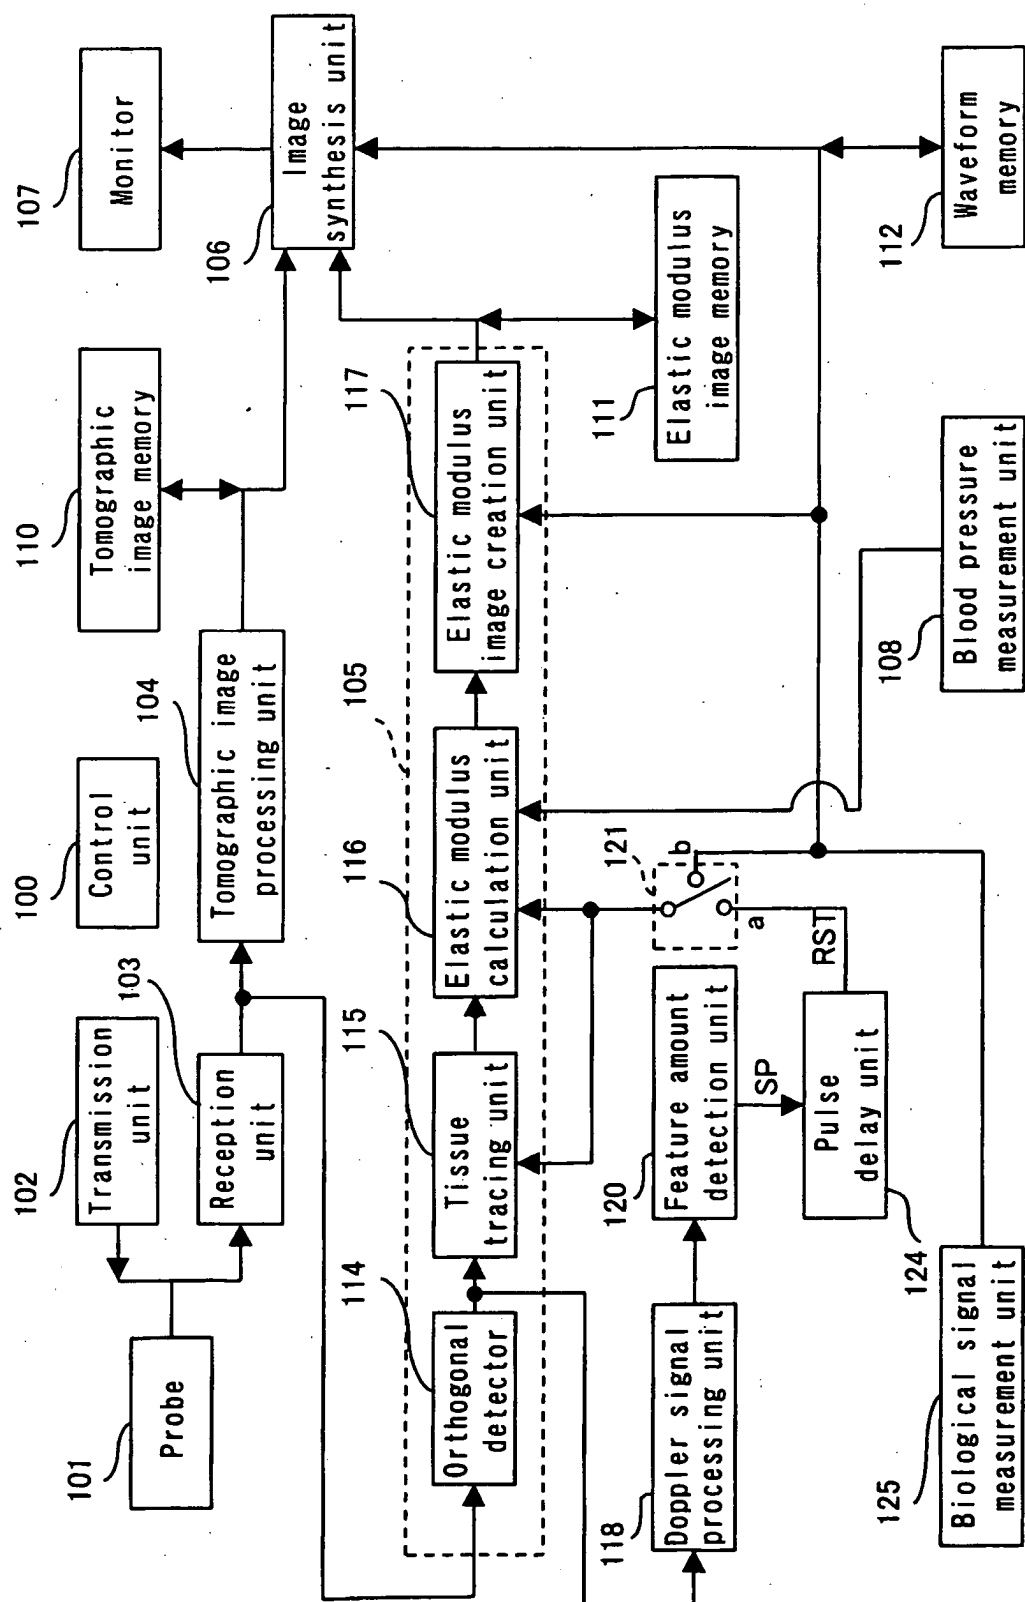 101
Probe
102
Transmission
unit
103
Reception
unit
100
Control
unit
104
Tomographic image
processing unit
110
Tomographic
image memory
107
Monitor
106
Image
synthesis unit
105
114
Orthogonal
detector
115
Tissue
tracing unit
116
Elastic modulus
calculation unit
117
Elastic modulus
image creation unit
111
Elastic modulus
image memory
118
Doppler signal
processing unit
120
Feature amount
detection unit
SP
Pulse
delay unit
124
RST
121
a
b
125
Biological signal
measurement unit
108
Blood pressure
measurement unit
112
Waveform
memory